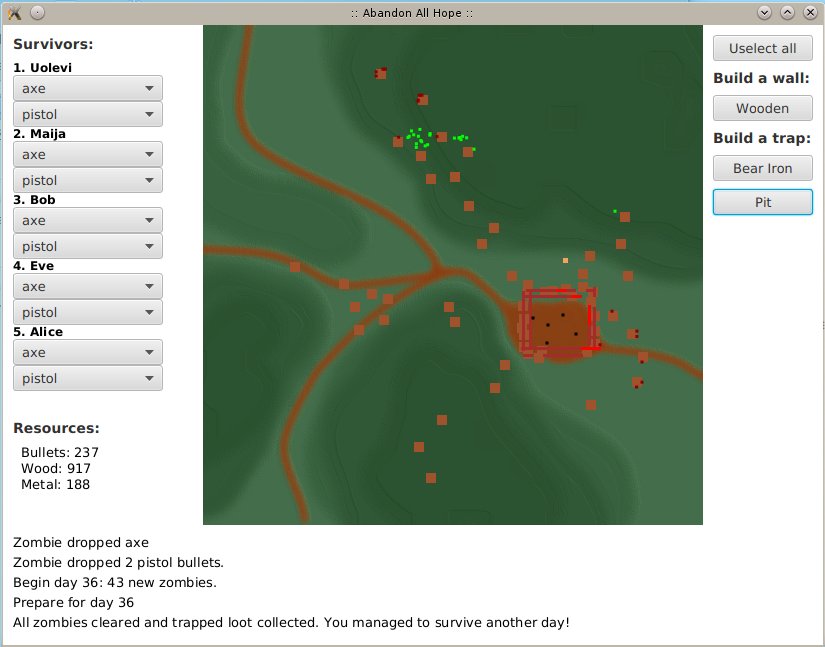 :: Abandon All Hope ::
Survivors:
1. Uolevi
axe
pistol
2. Maija
axe
pistol
3. Bob
axe
pistol
4. Eve
axe
pistol
5. Alice
axe
pistol
Resources:
Bullets: 237
Wood: 917
Metal: 188
Uselect all
Build a wall:
Wooden
Build a trap:
Bear Iron
Pit
Zombie dropped axe
Zombie dropped 2 pistol bullets.
Begin day 36: 43 new zombies.
Prepare for day 36
All zombies cleared and trapped loot collected. You managed to survive another day!